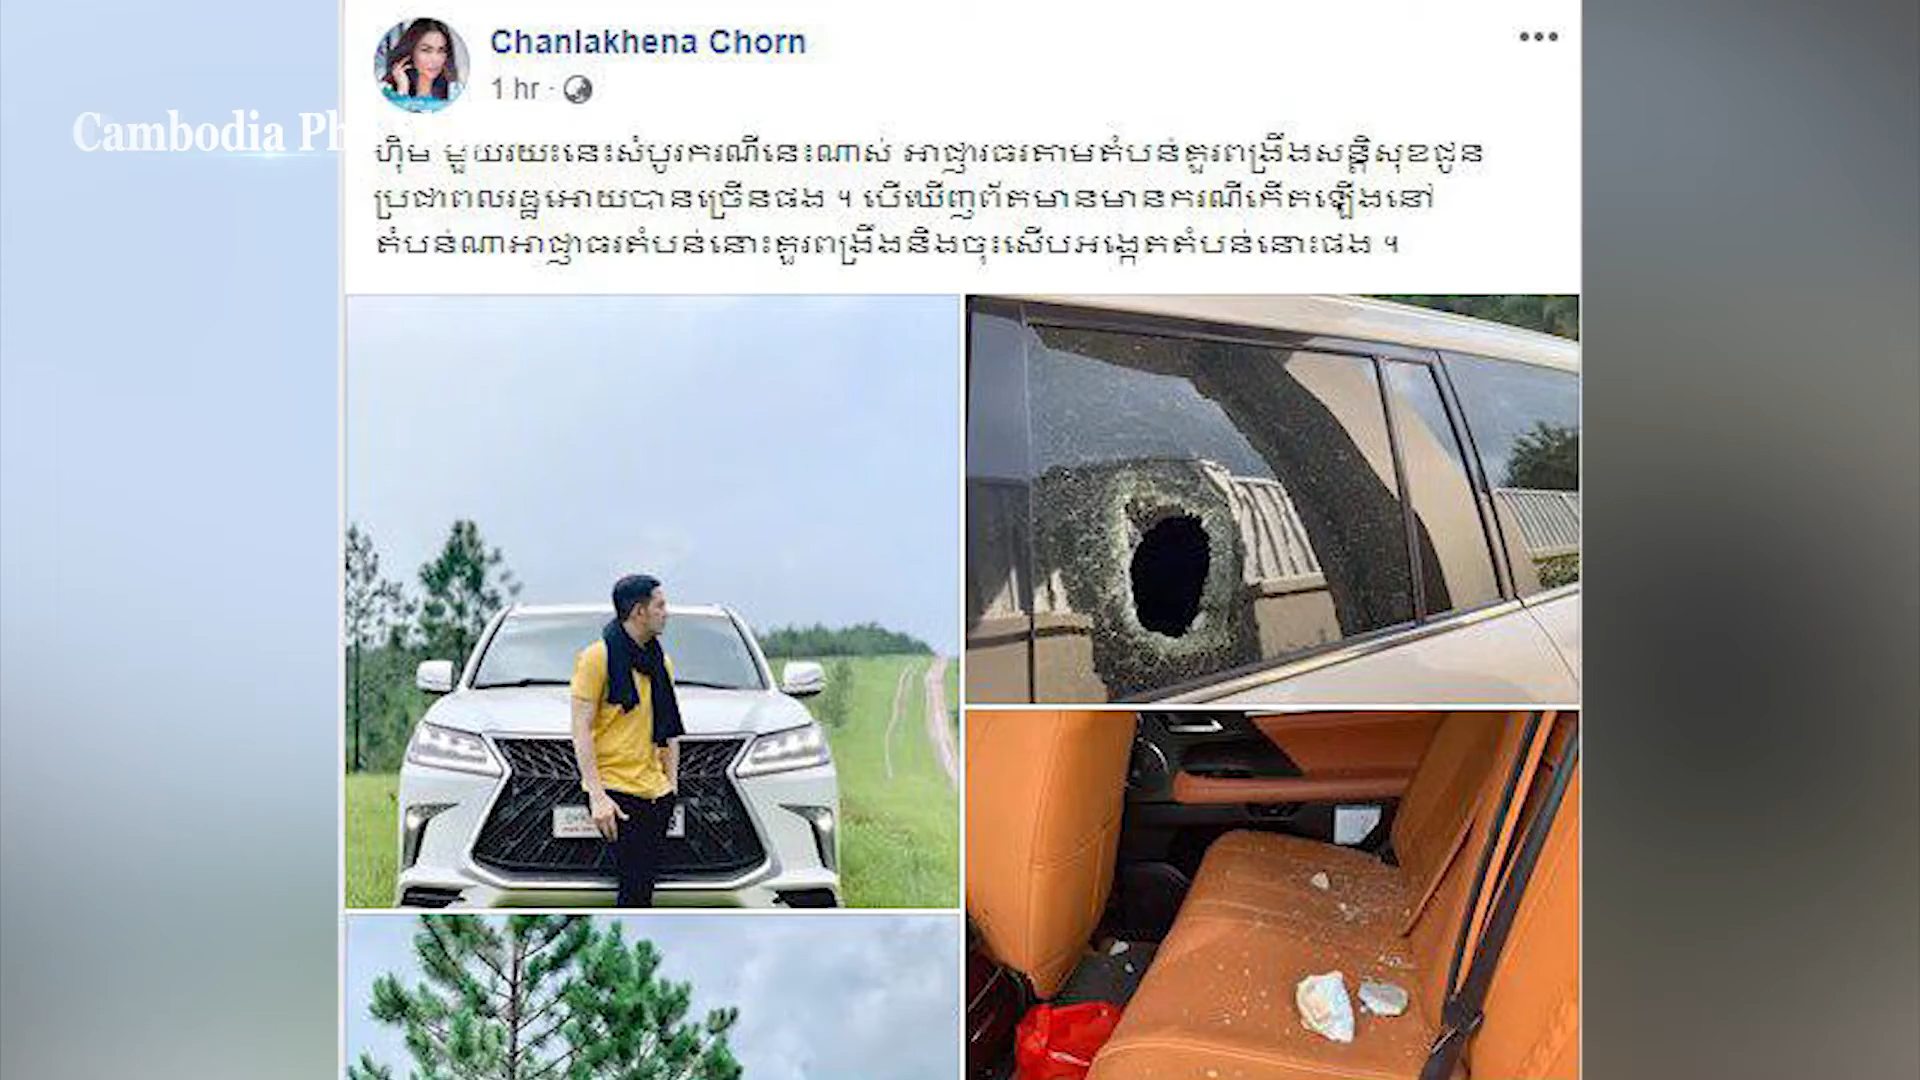 Chanlakhena Chorn
1 hr ·
Cambodia
ហ៊ិម មួយរយះនេះសំបូរករណីនេះណាស់ អាជ្ញារធរតាមតំបន់គួរពង្រឹងសន្តិសុខជូន
ប្រជាពលរដ្ឋអោយបានច្រើនផង ។ បើឃើញព័តមានមានករណីកើតឡើងនៅ
តំបន់ណាអាជ្ញាធរតំបន់នោះគួរពង្រឹងនិងចុះសើបអង្កេតតំបន់នោះផង ។